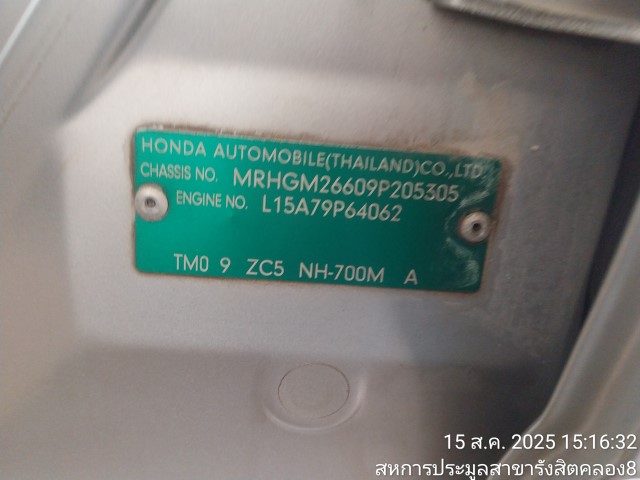 HONDA AUTOMOBILE(THAILAND)CO.,LTD.
CHASSIS NO. MRHGM26609P205305
ENGINE NO. L15A79P64062
TM0 9 ZC5 NH-700M A
15 ส.ค. 2025 15:16:32
สหการประมูลสาขารังสิตคลอง8